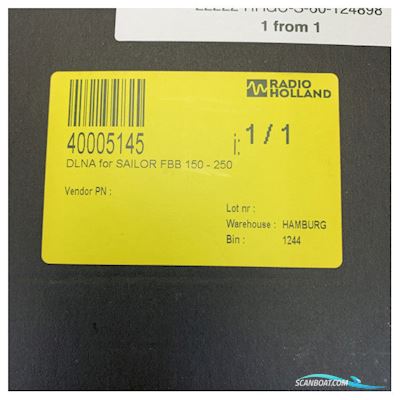 1 from 1
RADIO
HOLLAND
40005145
i: 1 / 1
DLNA for SAILOR FBB 150 - 250
Vendor PN :
Lot nr :
Warehouse : HAMBURG
Bin : 1244
SCANBOAT.COM